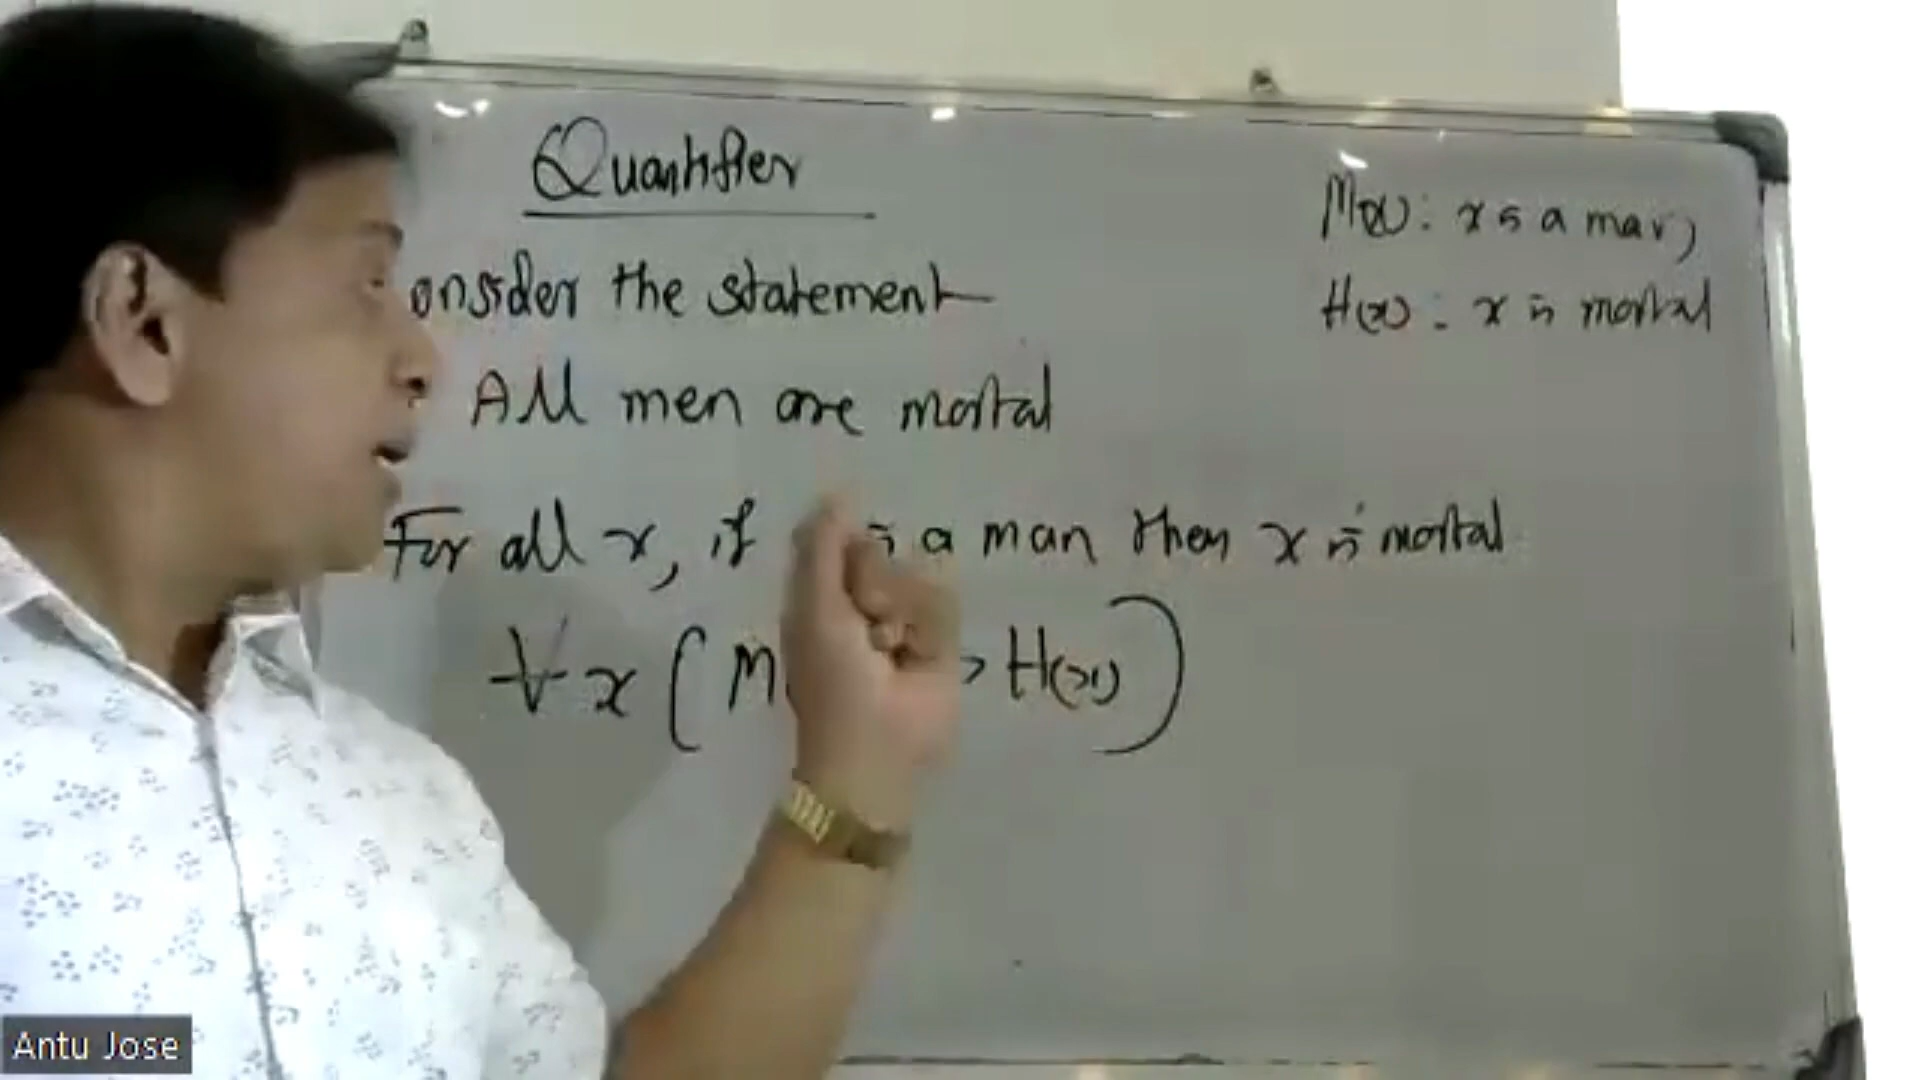 Quantifier
onsider the statement
All men are mortal
For all x, if is a man then x is mortal
∀x ( M > H(x) )
M(x) : x is a man
H(x) : x is mortal
Antu Jose